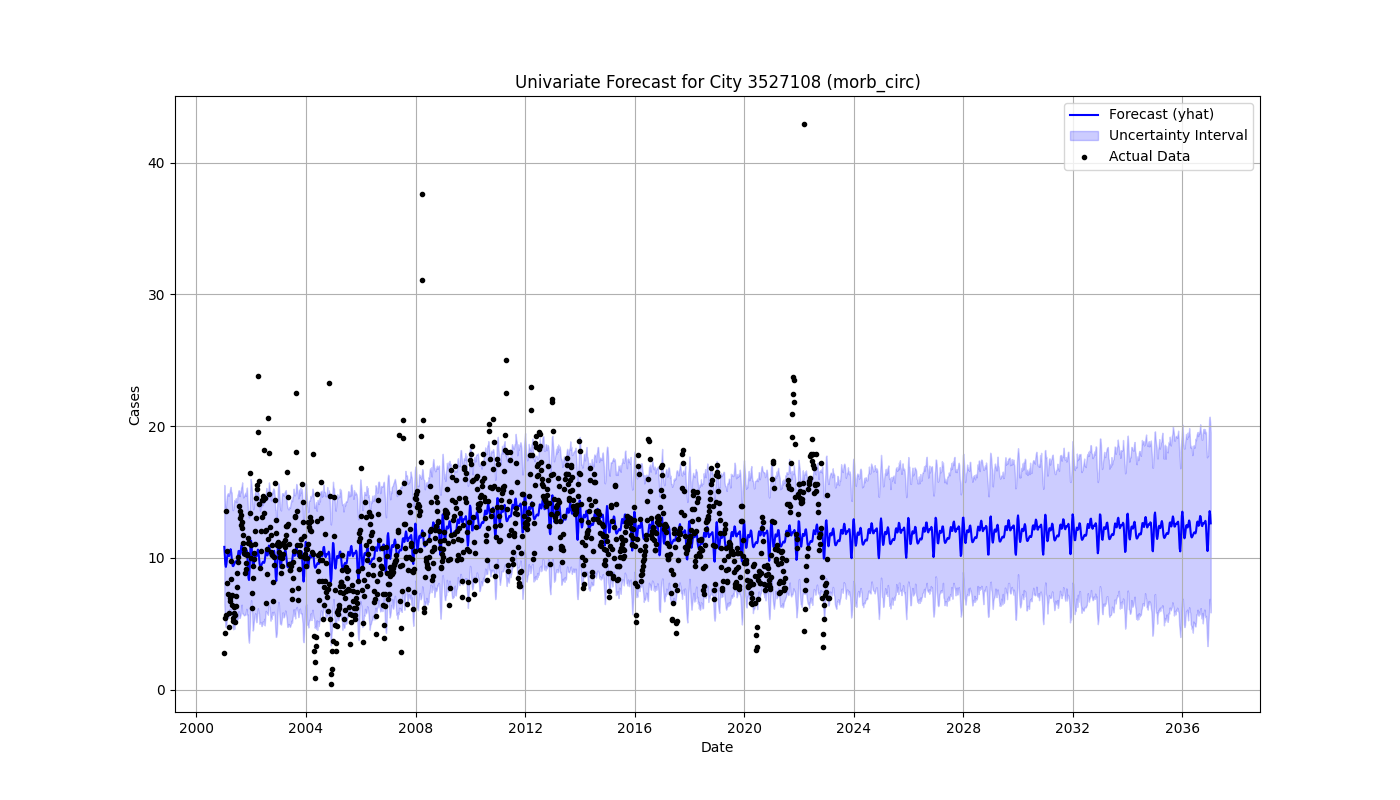 Univariate Forecast for City 3527108 (morb_circ)
Forecast (yhat)
Uncertainty Interval
Actual Data
Cases
40
30
20
10
0
2000 2004 2008 2012 2016 2020 2024 2028 2032 2036
Date